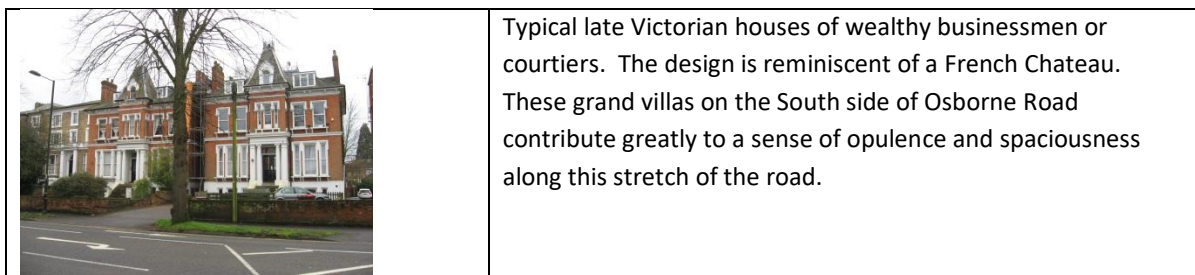 Typical late Victorian houses of wealthy businessmen or
courtiers.  The design is reminiscent of a French Chateau.
These grand villas on the South side of Osborne Road
contribute greatly to a sense of opulence and spaciousness
along this stretch of the road.